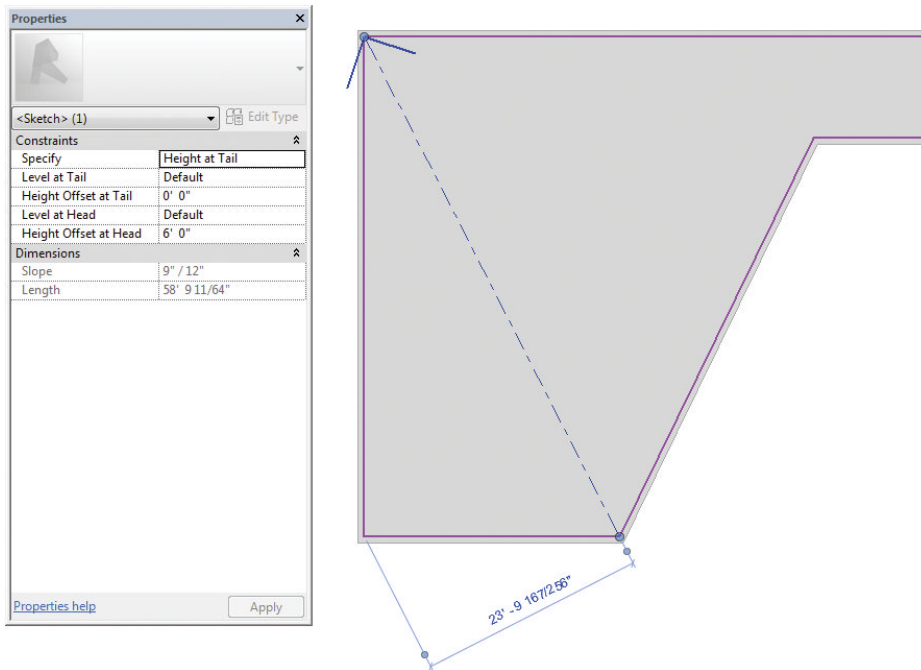 Properties
<Sketch> (1)
Edit Type
Constraints
Specify Height at Tail
Level at Tail Default
Height Offset at Tail 0' 0"
Level at Head Default
Height Offset at Head 6' 0"
Dimensions
Slope 9" / 12"
Length 58' 9 11/64"
Properties help
Apply
23' - 9 167/256"